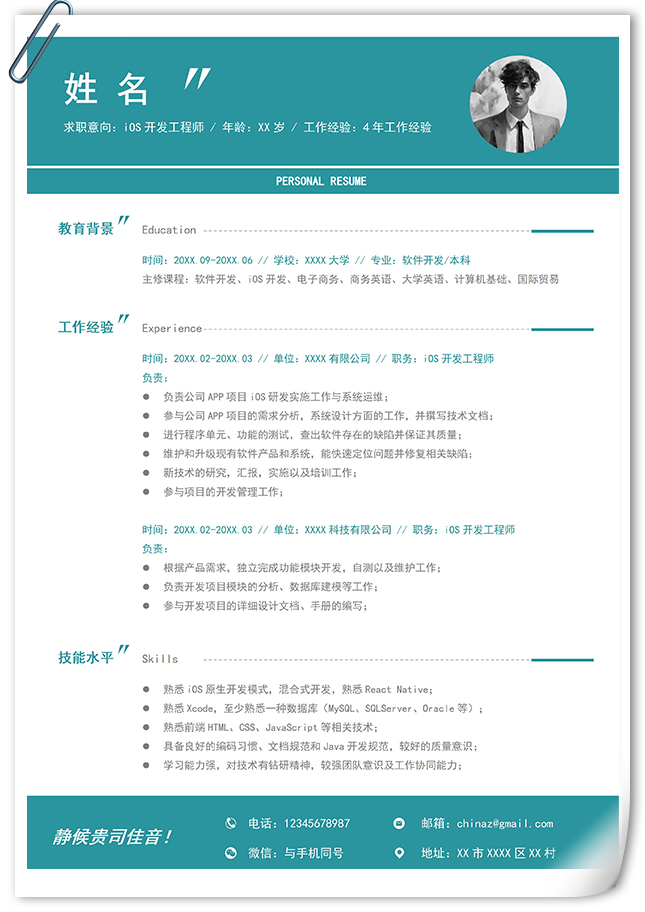 姓 名
求职意向：iOS 开发工程师 / 年龄：XX 岁 / 工作经验：4 年工作经验
PERSONAL RESUME
教育背景 Education
时间：20XX.09-20XX.06 // 学校：XXXX 大学 // 专业：软件开发/本科
主修课程：软件开发、iOS 开发、电子商务、商务英语、大学英语、计算机基础、国际贸易
工作经验 Experience
时间：20XX.02-20XX.03 // 单位：XXXX 有限公司 // 职务：iOS 开发工程师
负责：
● 负责公司 APP 项目 iOS 研发实施工作与系统运维；
● 参与公司 APP 项目的需求分析，系统设计方面的工作，并撰写技术文档；
● 进行程序单元、功能的测试，查出软件存在的缺陷并保证其质量；
● 维护和升级现有软件产品和系统，能快速定位问题并修复相关缺陷；
● 新技术的研究，汇报，实施以及培训工作；
● 参与项目的开发管理工作；
时间：20XX.02-20XX.03 // 单位：XXXX 科技有限公司 // 职务：iOS 开发工程师
负责：
● 根据产品需求，独立完成功能模块开发，自测以及维护工作；
● 负责开发项目模块的分析、数据库建模等工作；
● 参与开发项目的详细设计文档、手册的编写；
技能水平 Skills
● 熟悉 iOS 原生开发模式，混合式开发，熟悉 React Native；
● 熟悉 Xcode，至少熟悉一种数据库（MySQL、SQLServer、Oracle 等）；
● 熟悉前端 HTML、CSS、JavaScript 等相关技术；
● 具备良好的编码习惯、文档规范和 Java 开发规范，较好的质量意识；
● 学习能力强，对技术有钻研精神，较强团队意识及工作协同能力；
静候贵司佳音！
电话：12345678987
邮箱：chinaz@gmail.com
微信：与手机同号
地址：XX 市 XXXX 区 XX 村